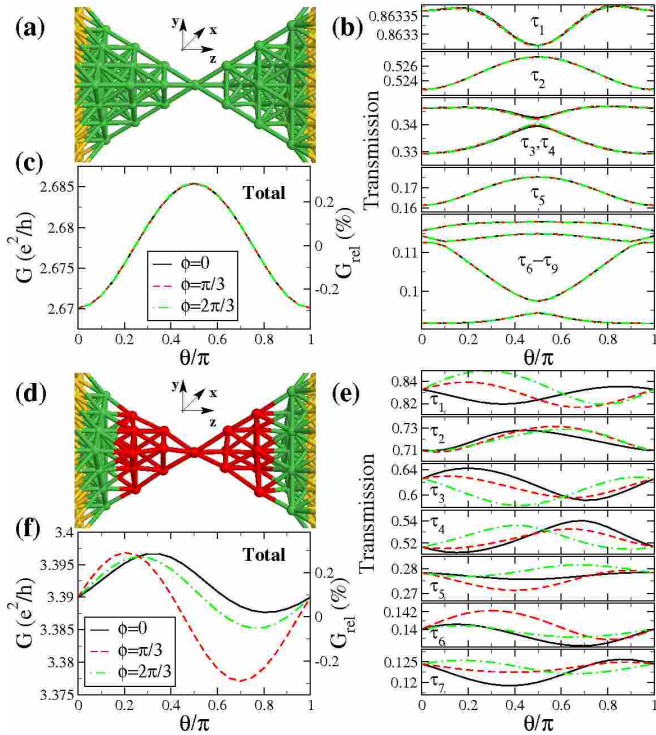 (a)
y
x
z
(b)
0.86335
0.8633
τ1
0.526
0.524
τ2
0.34
0.33
τ3,τ4
0.17
0.16
τ5
0.11
0.1
τ6−τ9
Transmission
0 0.2 0.4 0.6 0.8 1
θ/π
(c)
2.685
2.68
2.675
2.67
G (e²/h)
Total
ϕ=0
ϕ=π/3
ϕ=2π/3
0.2
0
-0.2
Grel (%)
0 0.2 0.4 0.6 0.8 1
θ/π
(d)
y
x
z
(e)
0.84
0.82
τ1
0.73
0.71
τ2
0.64
0.6
τ3
0.54
0.52
τ4
0.28
0.27
τ5
0.142
0.14
τ6
0.125
0.12
τ7
Transmission
0 0.2 0.4 0.6 0.8 1
θ/π
(f)
3.4
3.395
3.39
3.385
3.38
3.375
G (e²/h)
Total
ϕ=0
ϕ=π/3
ϕ=2π/3
0.2
0
-0.2
Grel (%)
0 0.2 0.4 0.6 0.8 1
θ/π